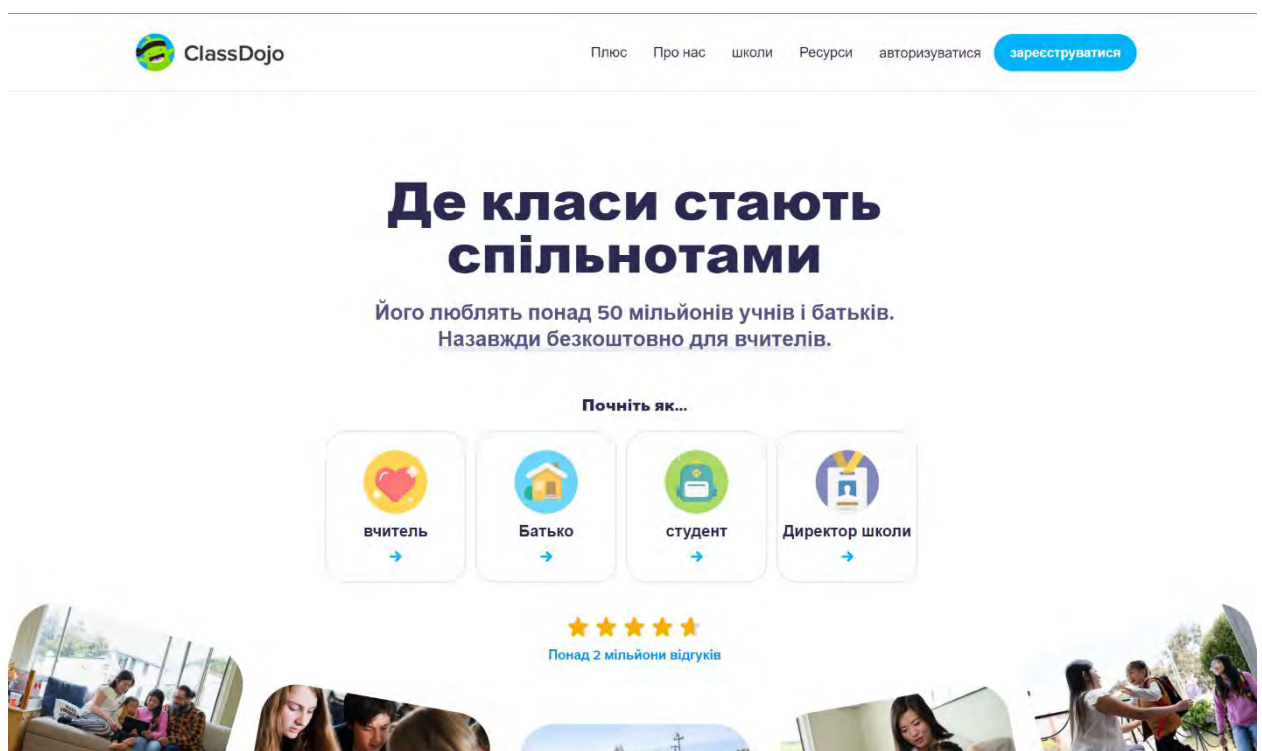 ClassDojo
Плюс Про нас школи Ресурси авторизуватися зареєструватися
Де класи стають
спільнотами
Його люблять понад 50 мільйонів учнів і батьків.
Назавжди безкоштовно для вчителів.
Почніть як...
вчитель Батько студент Директор школи
Понад 2 мільйони відгуків